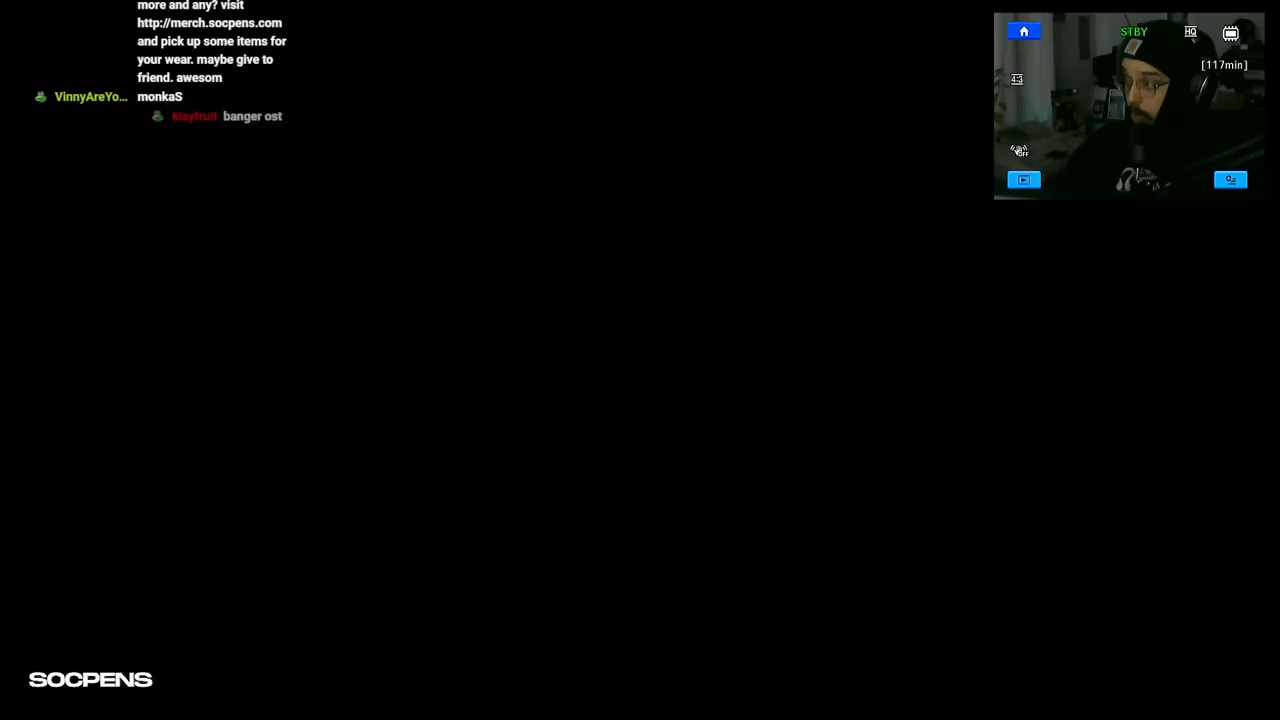 more and any? visit
http://merch.socpens.com
and pick up some items for
your wear. maybe give to
friend. awesom
VinnyAreYo... monkaS
klayfruit banger ost
STBY HQ
[117min]
4:3
OFF
SOCPENS